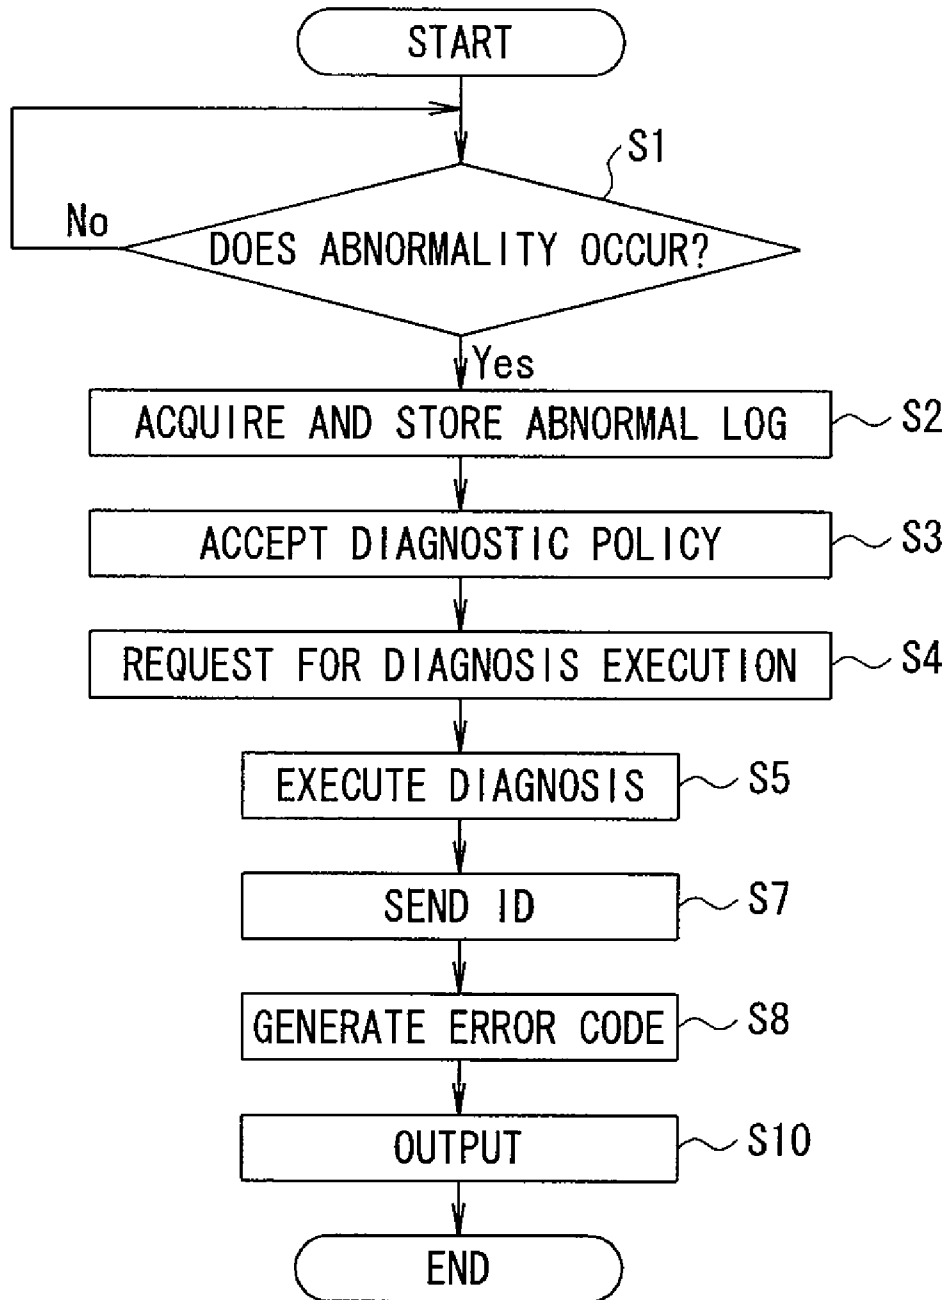 START
S1
No
DOES ABNORMALITY OCCUR?
Yes
ACQUIRE AND STORE ABNORMAL LOG
S2
ACCEPT DIAGNOSTIC POLICY
S3
REQUEST FOR DIAGNOSIS EXECUTION
S4
EXECUTE DIAGNOSIS
S5
SEND ID
S7
GENERATE ERROR CODE
S8
OUTPUT
S10
END